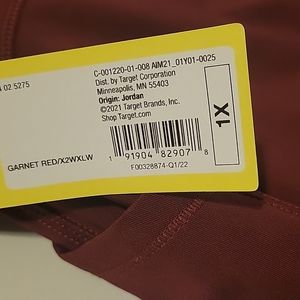 02.5275
C-001220-01-008 AIM21_01Y01-0025
Dist. by Target Corporation
Minneapolis, MN 55403
Origin: Jordan
©2021 Target Brands, Inc.
Shop Target.com
1X
GARNET RED/X2WXLW
1 91904 82907 8
F00328874-Q1/22